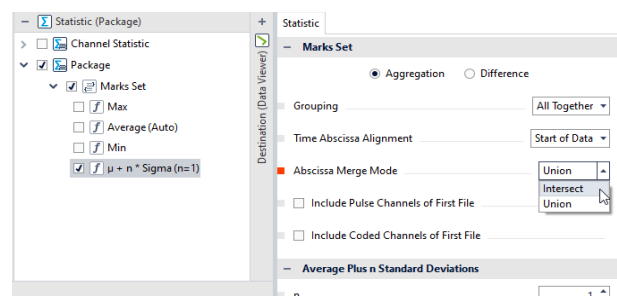 Statistic (Package)
Channel Statistic
Package
Marks Set
Max
Average (Auto)
Min
µ + n * Sigma (n=1)
Destination (Data Viewer)
Statistic
Marks Set
Aggregation Difference
Grouping All Together
Time Abscissa Alignment Start of Data
Abscissa Merge Mode Union
Intersect
Union
Include Pulse Channels of First File
Include Coded Channels of First File
Average Plus n Standard Deviations
n 1